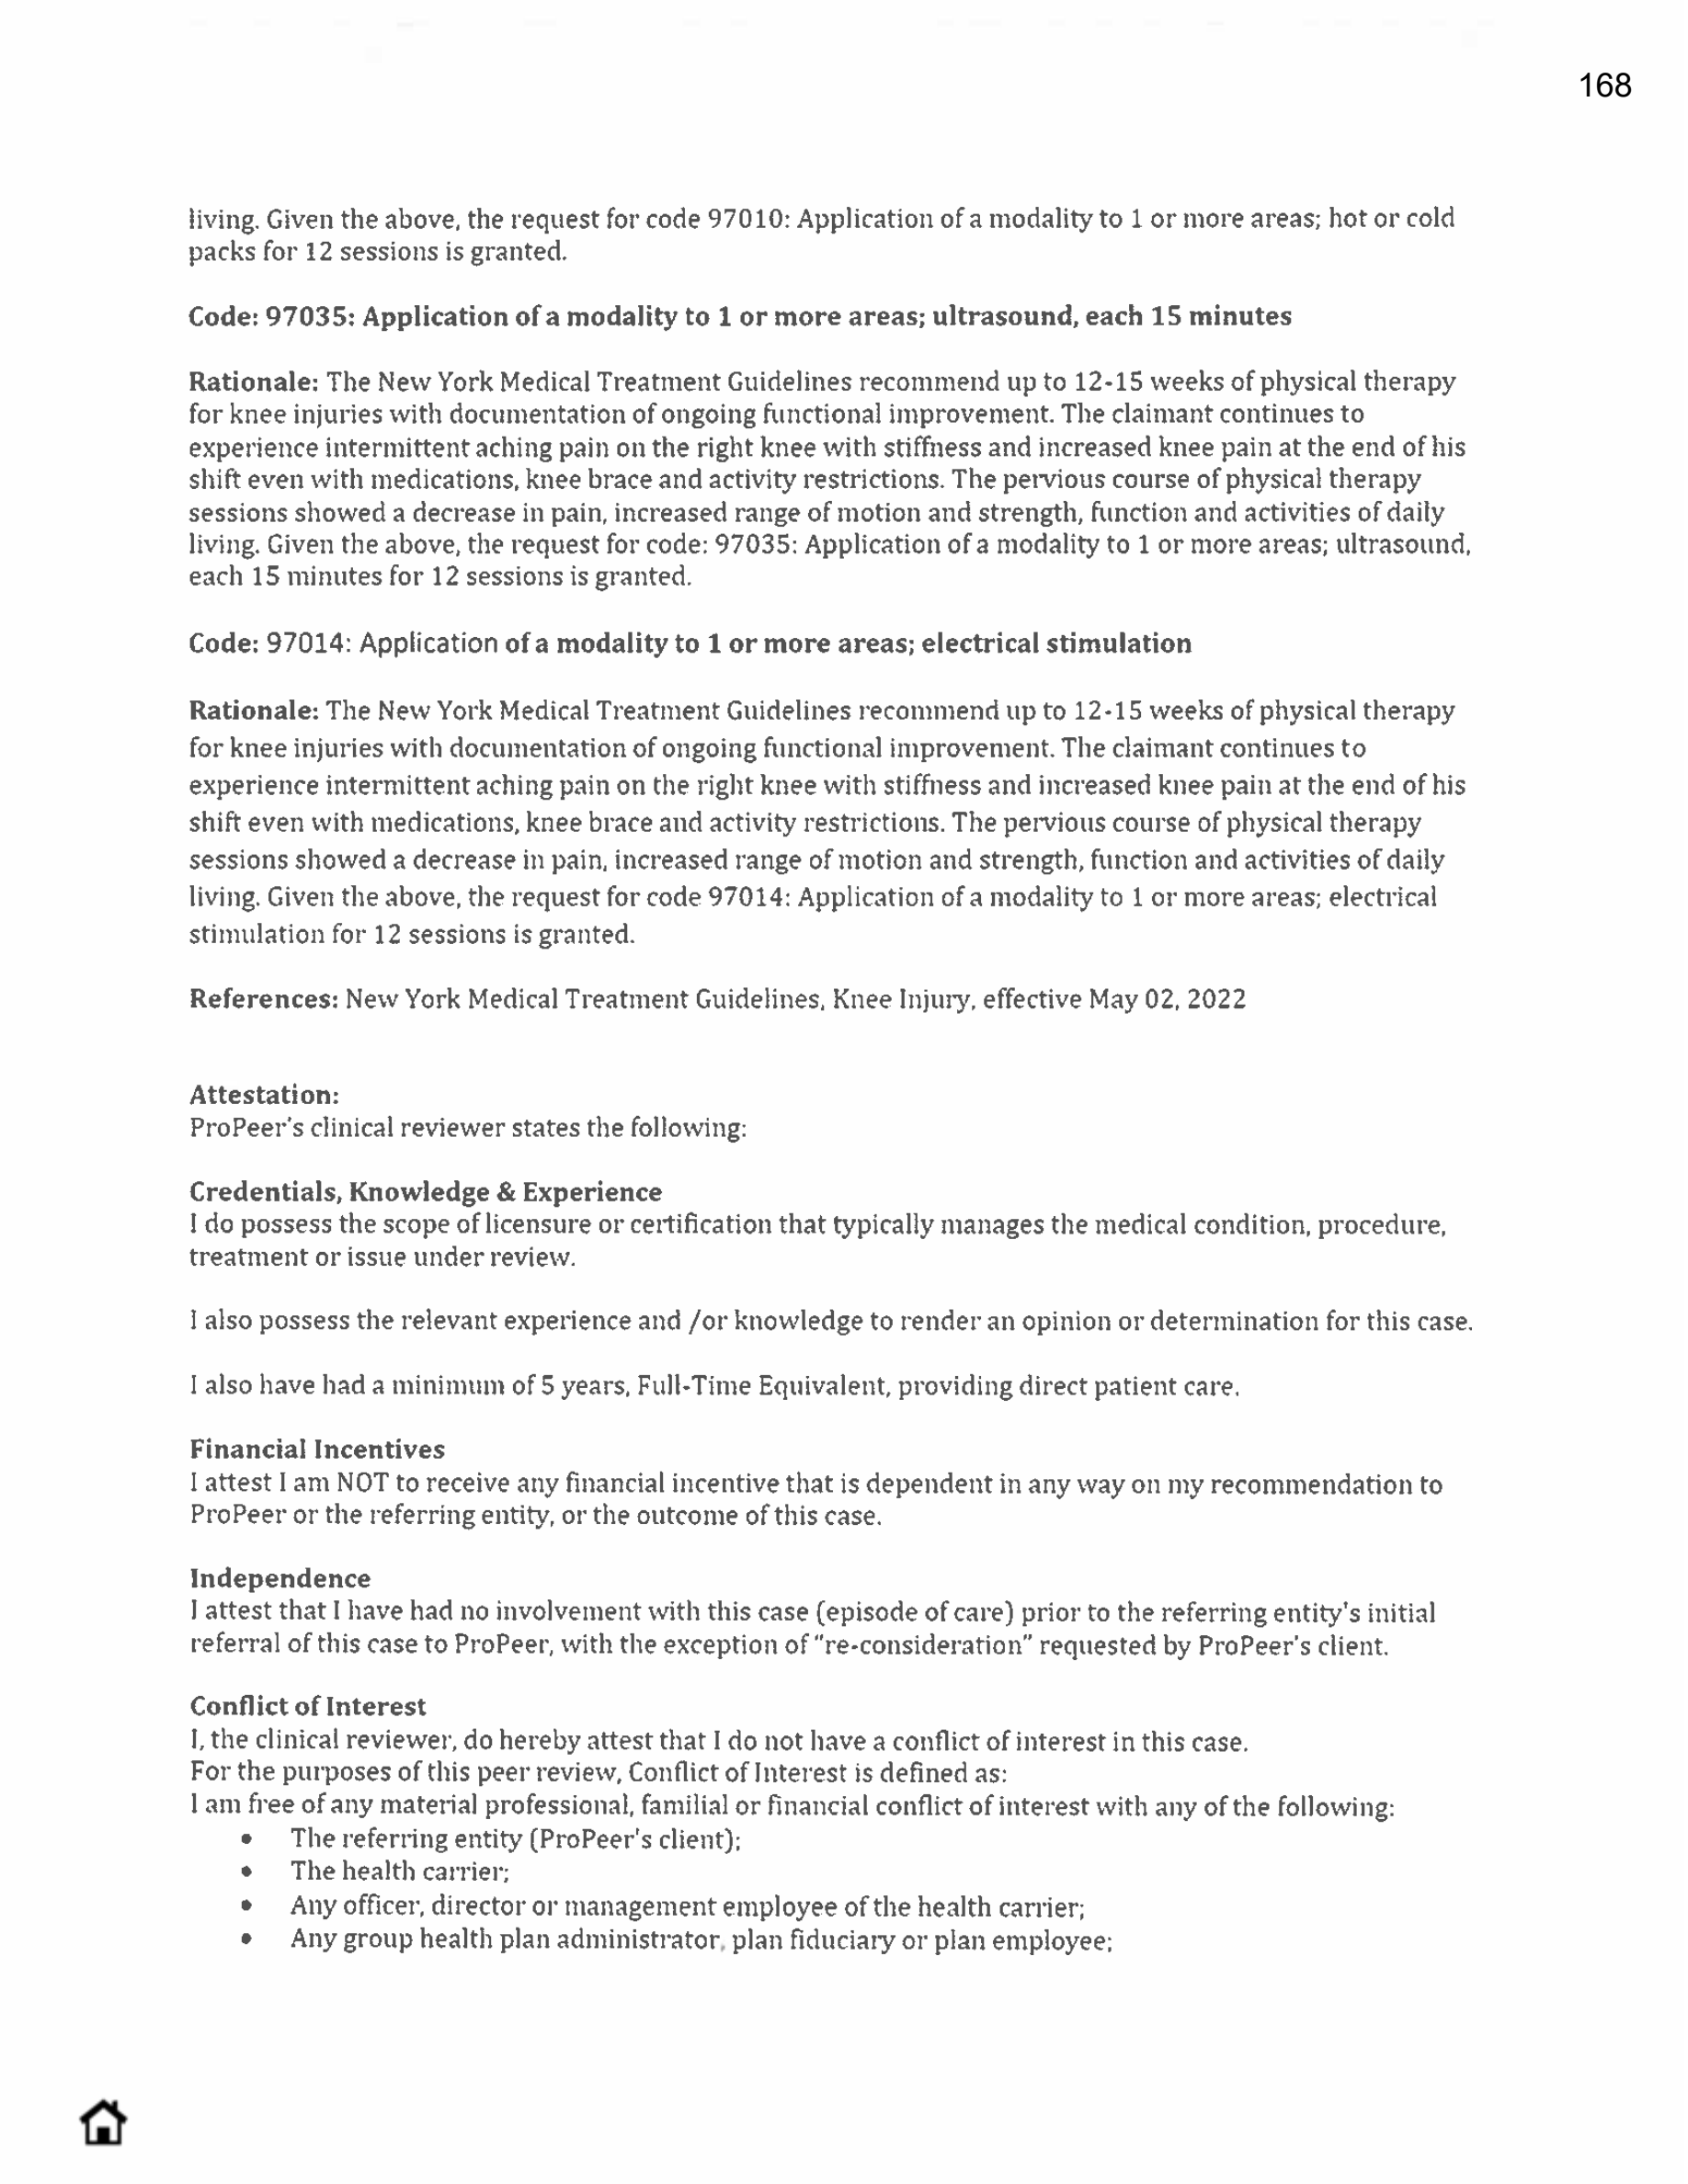 168
living. Given the above, the request for code 97010: Application of a modality to 1 or more areas; hot or cold
packs for 12 sessions is granted.
Code: 97035: Application of a modality to 1 or more areas; ultrasound, each 15 minutes
Rationale: The New York Medical Treatment Guidelines recommend up to 12-15 weeks of physical therapy
for knee injuries with documentation of ongoing functional improvement. The claimant continues to
experience intermittent aching pain on the right knee with stiffness and increased knee pain at the end of his
shift even with medications, knee brace and activity restrictions. The pervious course of physical therapy
sessions showed a decrease in pain, increased range of motion and strength, function and activities of daily
living. Given the above, the request for code: 97035: Application of a modality to 1 or more areas; ultrasound,
each 15 minutes for 12 sessions is granted.
Code: 97014: Application of a modality to 1 or more areas; electrical stimulation
Rationale: The New York Medical Treatment Guidelines recommend up to 12-15 weeks of physical therapy
for knee injuries with documentation of ongoing functional improvement. The claimant continues to
experience intermittent aching pain on the right knee with stiffness and increased knee pain at the end of his
shift even with medications, knee brace and activity restrictions. The pervious course of physical therapy
sessions showed a decrease in pain, increased range of motion and strength, function and activities of daily
living. Given the above, the request for code 97014: Application of a modality to 1 or more areas; electrical
stimulation for 12 sessions is granted.
References: New York Medical Treatment Guidelines, Knee Injury, effective May 02, 2022
Attestation:
ProPeer's clinical reviewer states the following:
Credentials, Knowledge & Experience
I do possess the scope of licensure or certification that typically manages the medical condition, procedure,
treatment or issue under review.
I also possess the relevant experience and /or knowledge to render an opinion or determination for this case.
I also have had a minimum of 5 years, Full-Time Equivalent, providing direct patient care.
Financial Incentives
I attest I am NOT to receive any financial incentive that is dependent in any way on my recommendation to
ProPeer or the referring entity, or the outcome of this case.
Independence
I attest that I have had no involvement with this case (episode of care) prior to the referring entity's initial
referral of this case to ProPeer, with the exception of "re-consideration" requested by ProPeer's client.
Conflict of Interest
I, the clinical reviewer, do hereby attest that I do not have a conflict of interest in this case.
For the purposes of this peer review, Conflict of Interest is defined as:
I am free of any material professional, familial or financial conflict of interest with any of the following:
• The referring entity (ProPeer's client);
• The health carrier;
• Any officer, director or management employee of the health carrier;
• Any group health plan administrator, plan fiduciary or plan employee;